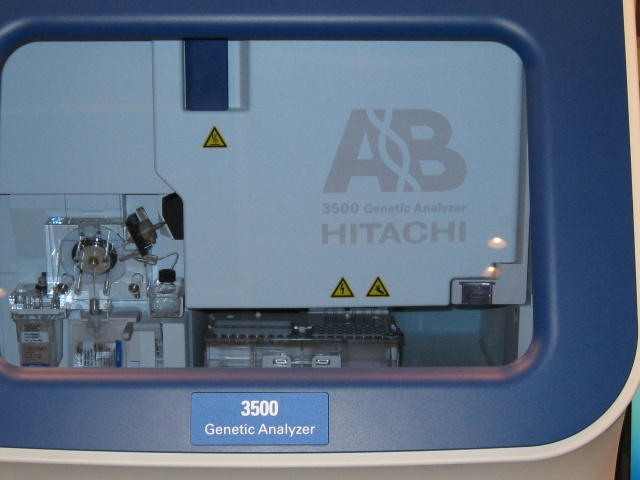 AB
3500 Genetic Analyzer
HITACHI
3500
Genetic Analyzer